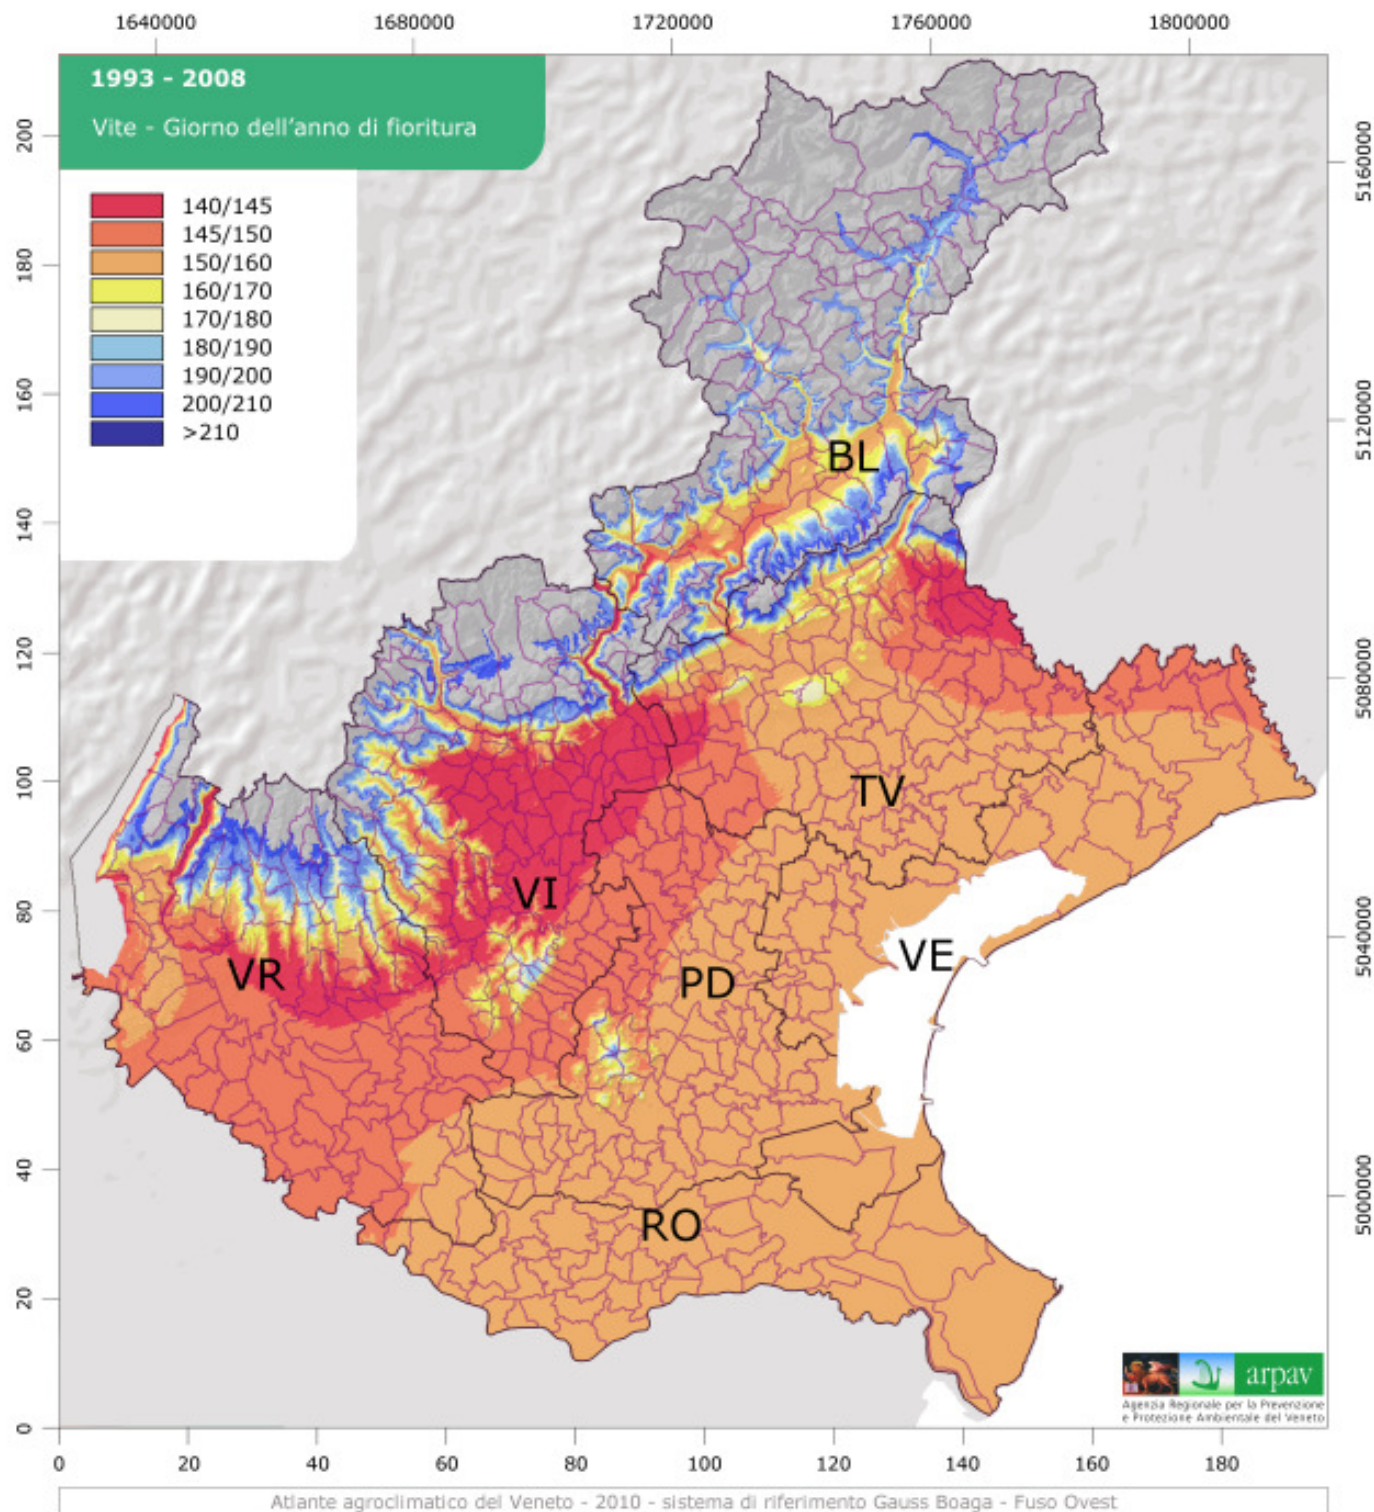 1640000 1680000 1720000 1760000 1800000
1993 - 2008
Vite - Giorno dell'anno di fioritura
140/145
145/150
150/160
160/170
170/180
180/190
190/200
200/210
>210
200
180
160
140
120
100
80
60
40
20
0
5160000
5120000
5080000
5040000
5000000
BL
TV
VI
VE
VR
PD
RO
arpav
Agenzia Regionale per la Prevenzione
e Protezione Ambientale del Veneto
0 20 40 60 80 100 120 140 160 180
Atlante agroclimatico del Veneto - 2010 - sistema di riferimento Gauss Boaga - Fuso Ovest